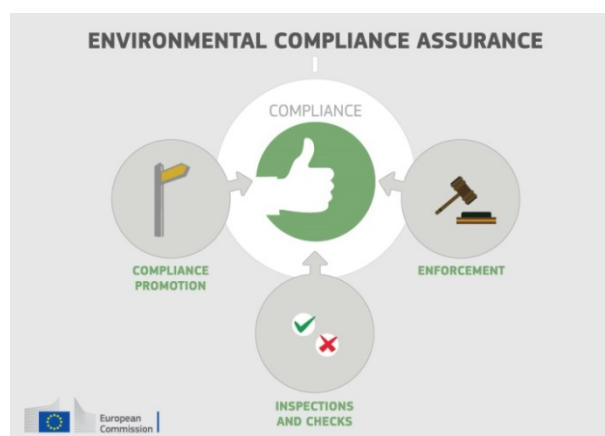 ENVIRONMENTAL COMPLIANCE ASSURANCE
COMPLIANCE
COMPLIANCE
PROMOTION
ENFORCEMENT
INSPECTIONS
AND CHECKS
European
Commission